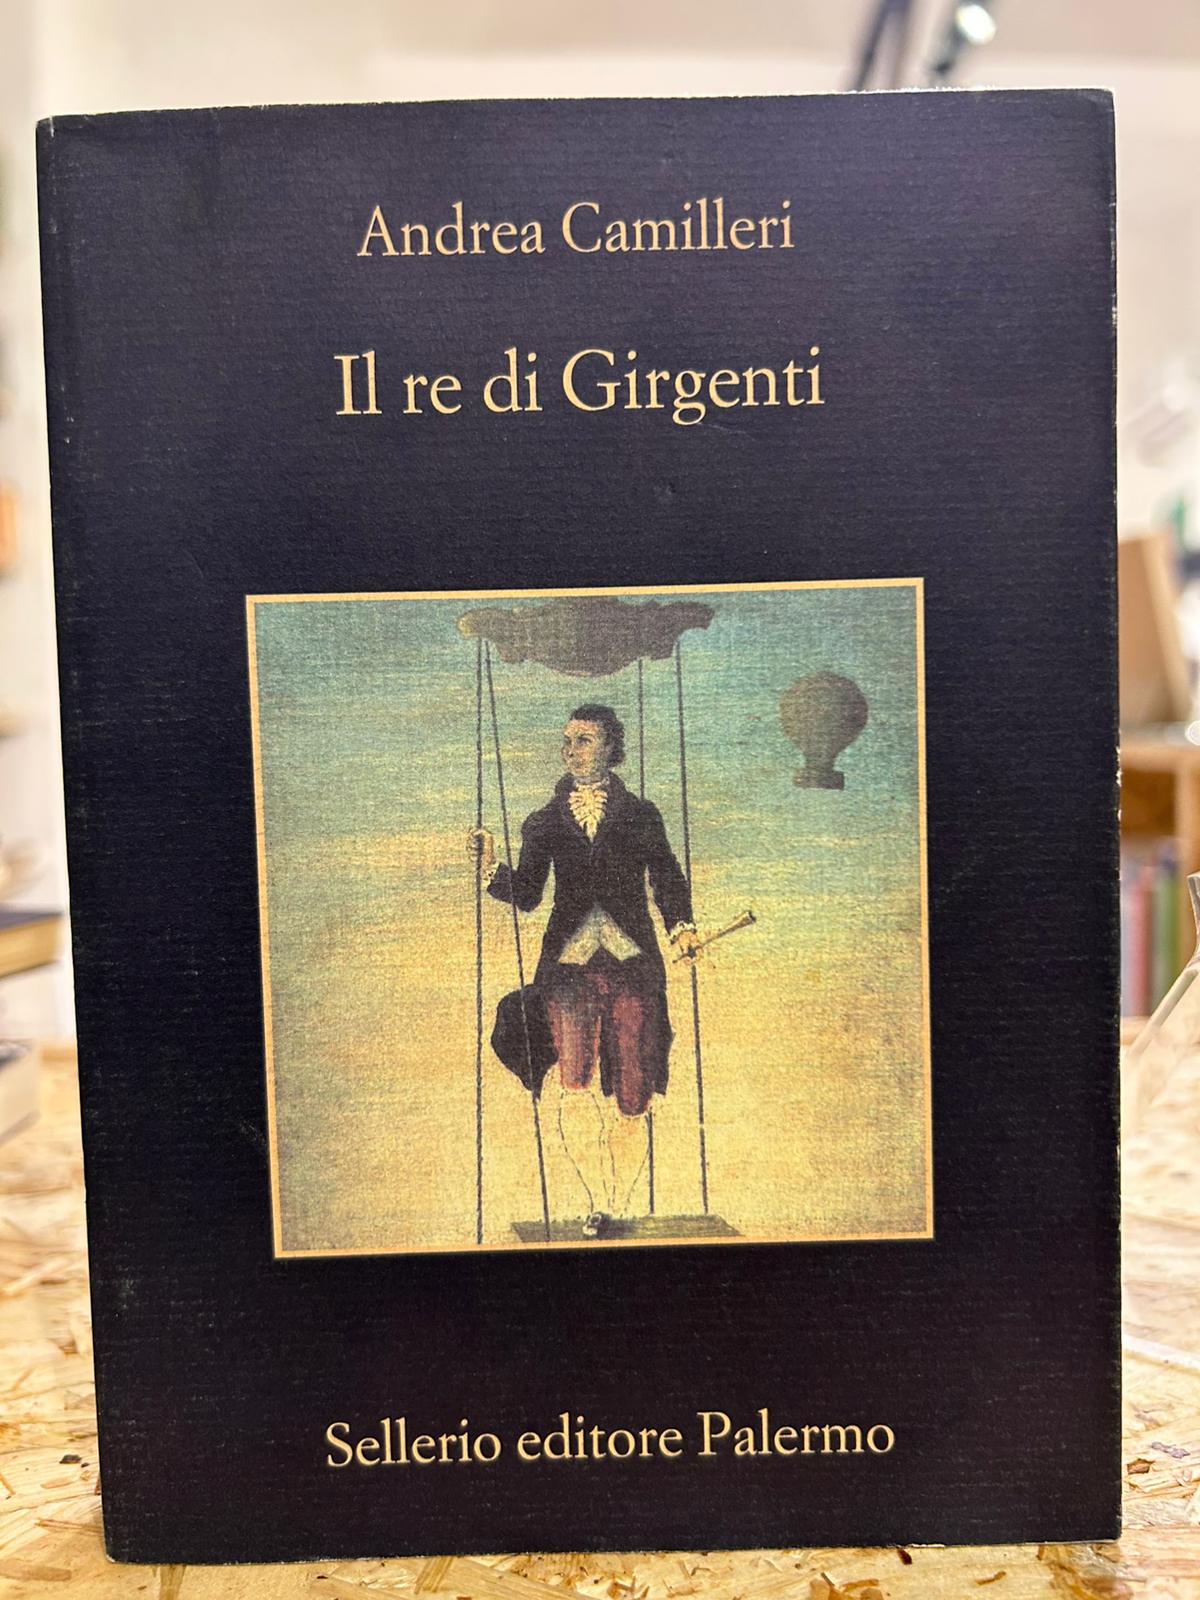 Andrea Camilleri
Il re di Girgenti
Sellerio editore Palermo